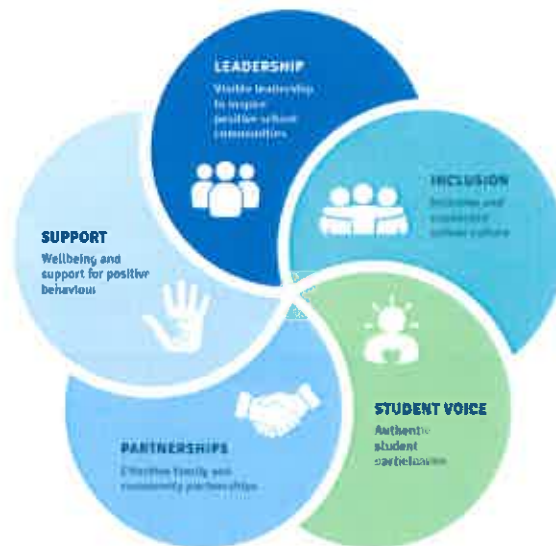 LEADERSHIP
Visible leadership
to inspire
positive school
communities
INCLUSION
Inclusive and
connected
school culture
SUPPORT
Wellbeing and
support for positive
behaviour
STUDENT VOICE
Authentic
student
participation
PARTNERSHIPS
Effective family and
community partnerships